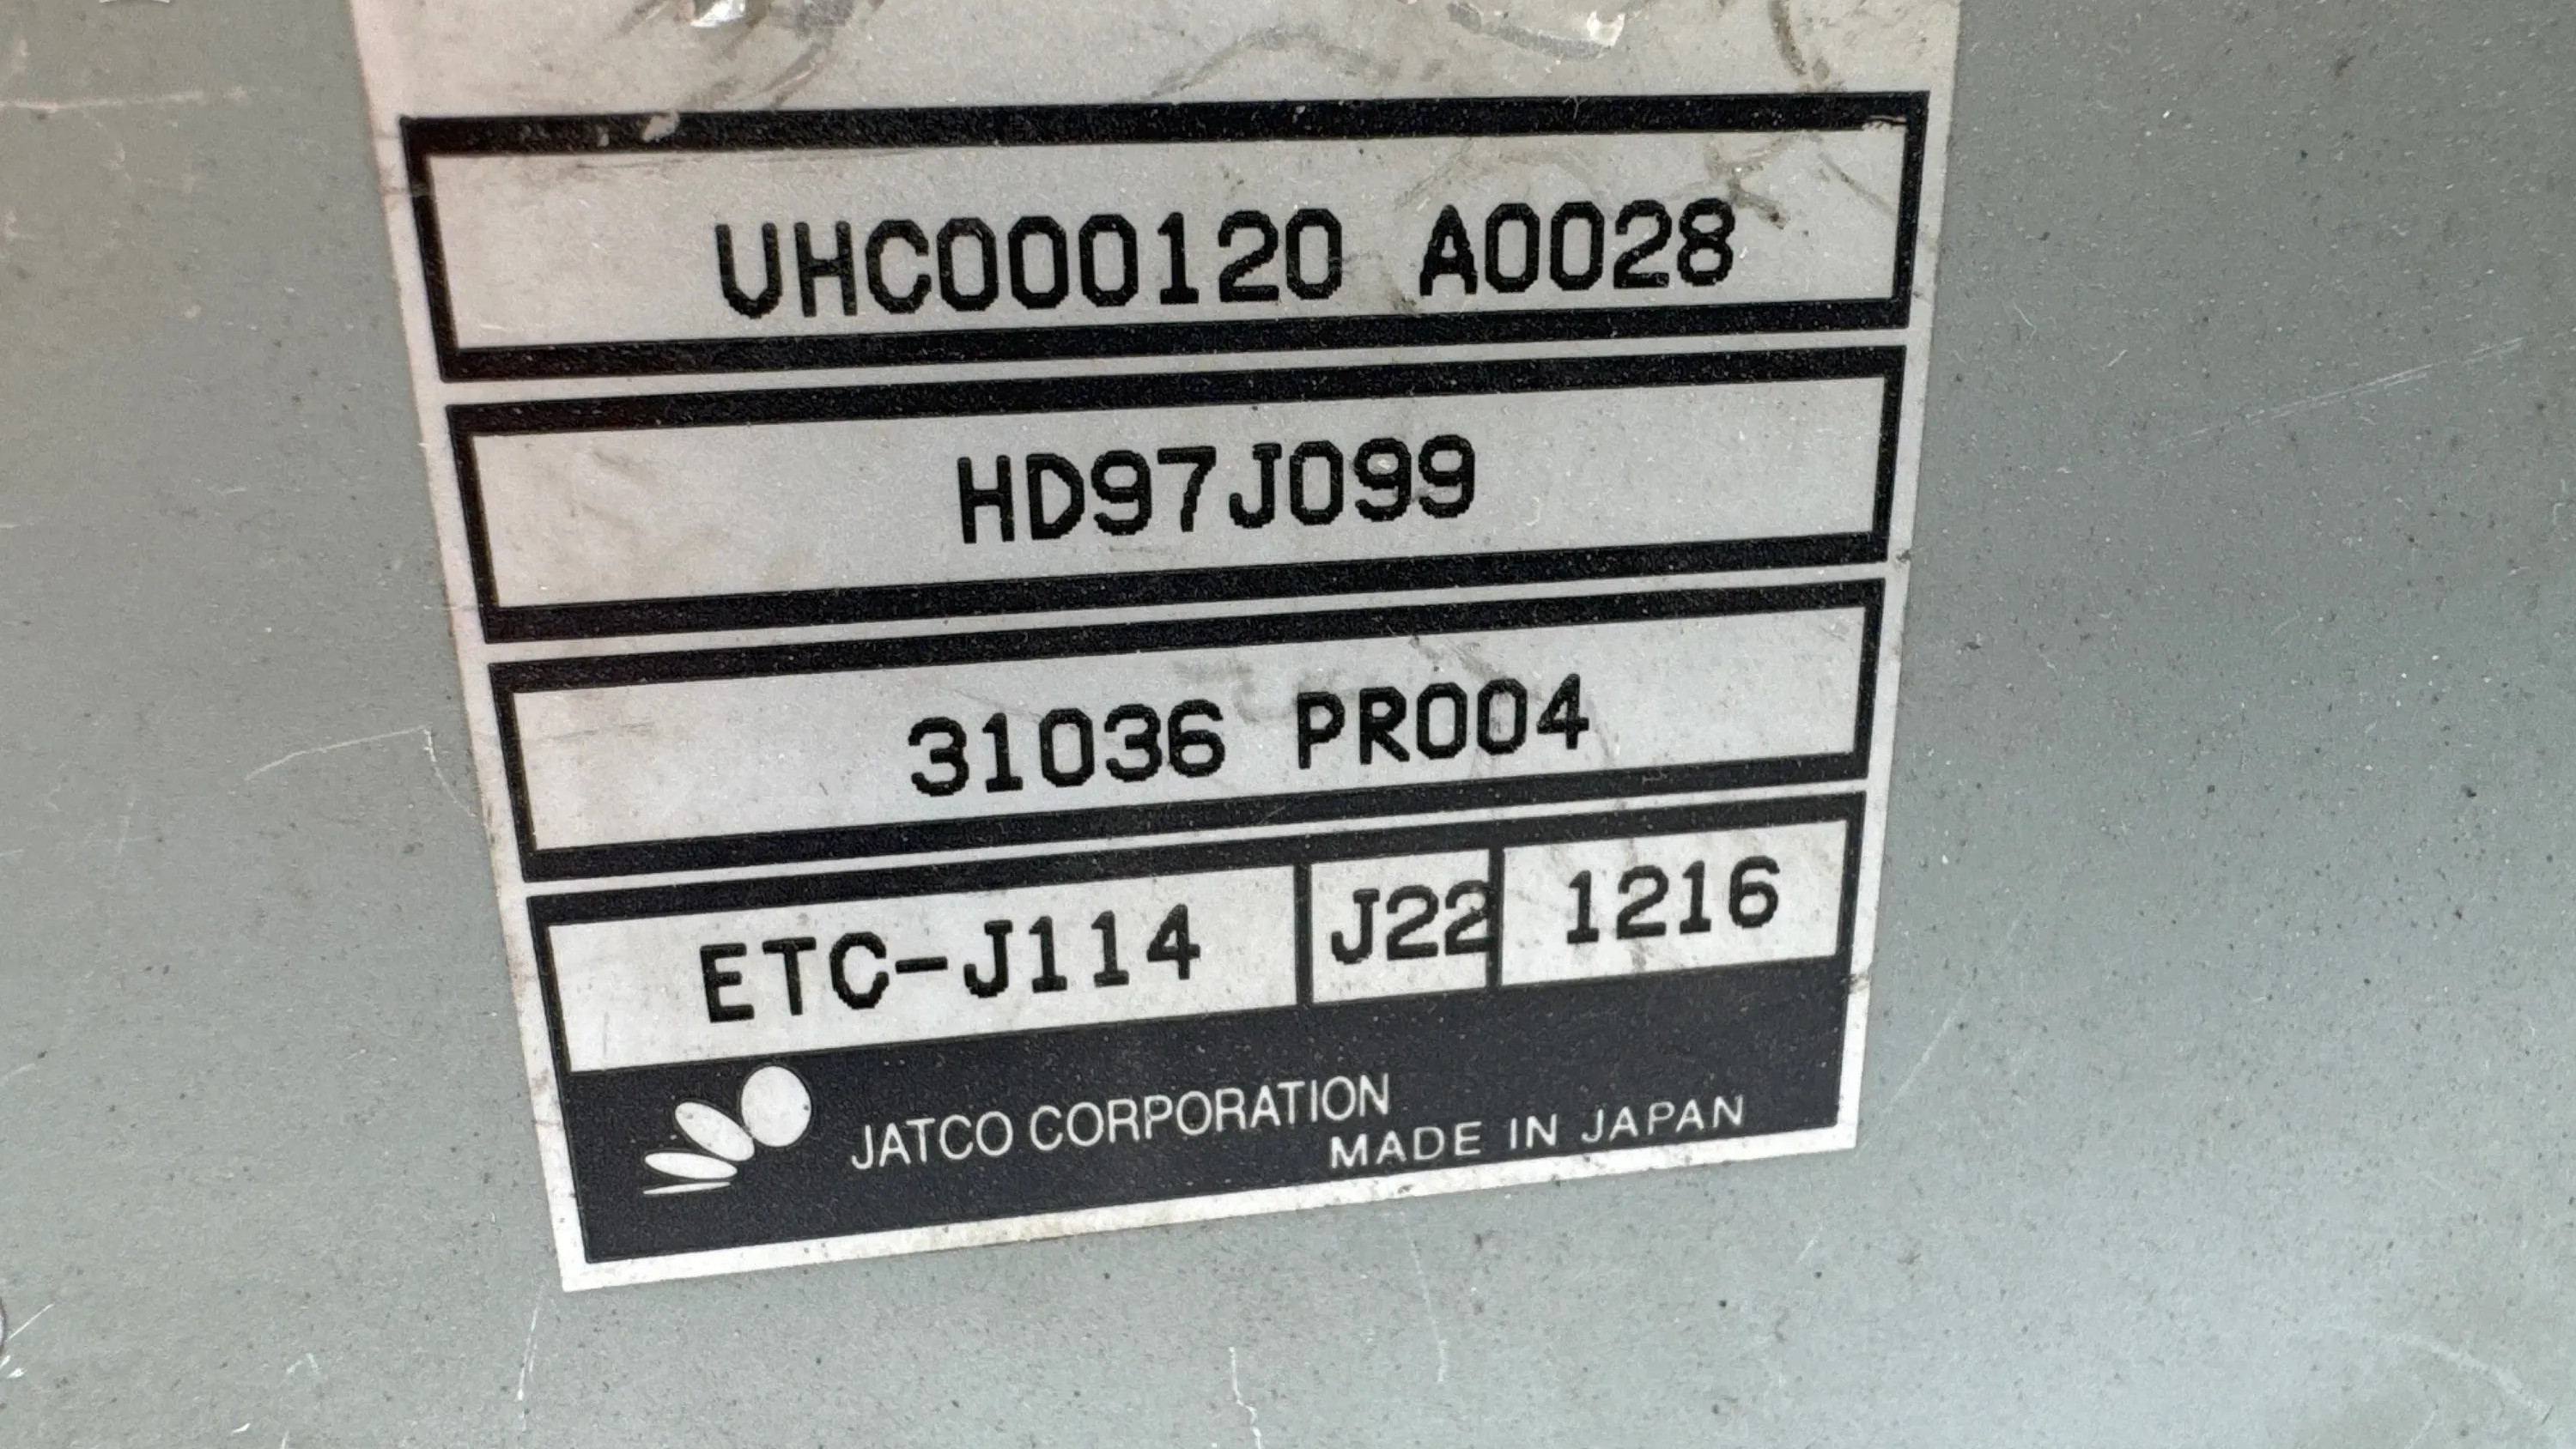 UHC000120 A0028
HD97J099
31036 PR004
ETC-J114 J22 1216
JATCO CORPORATION
MADE IN JAPAN